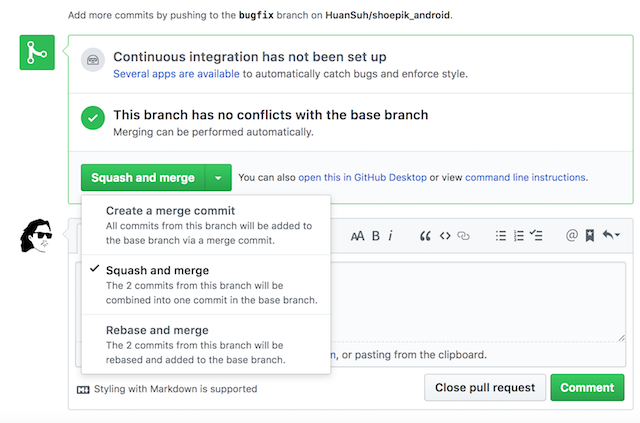 Add more commits by pushing to the bugfix branch on HuanSuh/shoepik_android.
Continuous integration has not been set up
Several apps are available to automatically catch bugs and enforce style.
This branch has no conflicts with the base branch
Merging can be performed automatically.
Squash and merge
You can also open this in GitHub Desktop or view command line instructions.
Create a merge commit
All commits from this branch will be added to
the base branch via a merge commit.
Squash and merge
The 2 commits from this branch will be
combined into one commit in the base branch.
Rebase and merge
The 2 commits from this branch will be
rebased and added to the base branch.
AA B i
, or pasting from the clipboard.
Styling with Markdown is supported
Close pull request
Comment